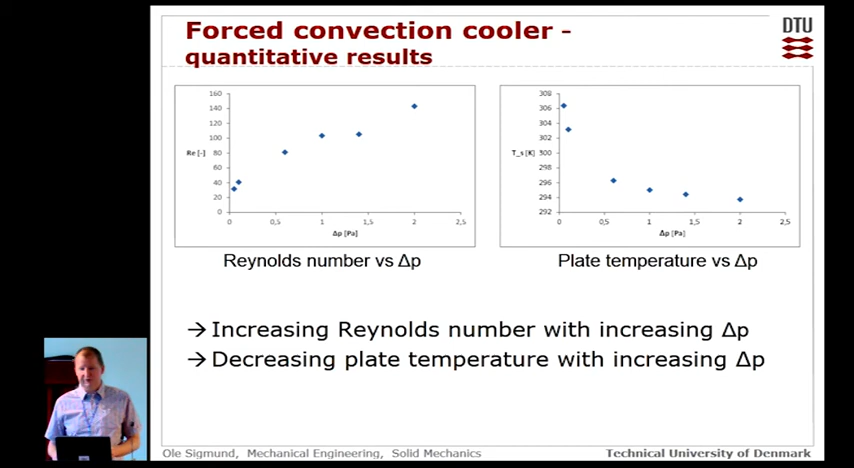 Forced convection cooler -
quantitative results
DTU
160
140
120
100
80
60
40
20
0
Re [-]
0
0,5
1
1,5
2
2,5
Δp [Pa]
308
306
304
302
300
298
296
294
292
T_s [K]
0
0,5
1
1,5
2
2,5
Δp [Pa]
Reynolds number vs Δp
Plate temperature vs Δp
→ Increasing Reynolds number with increasing Δp
→ Decreasing plate temperature with increasing Δp
Ole Sigmund, Mechanical Engineering, Solid Mechanics
Technical University of Denmark